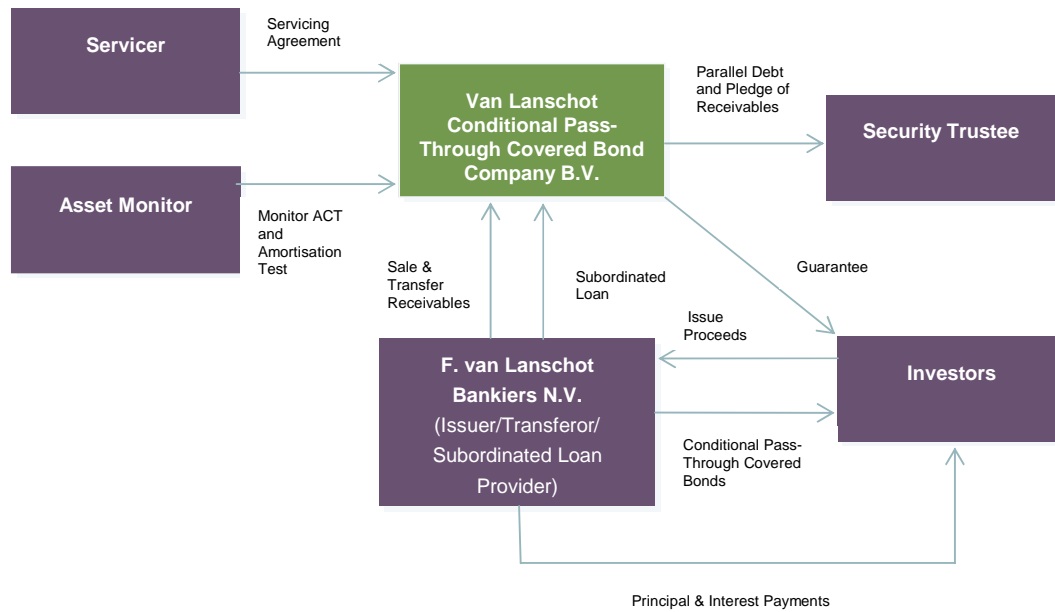 Servicer
Servicing
Agreement
Van Lanschot
Conditional Pass-
Through Covered Bond
Company B.V.
Parallel Debt
and Pledge of
Receivables
Security Trustee
Asset Monitor
Monitor ACT
and
Amortisation
Test
Sale &
Transfer
Receivables
Subordinated
Loan
Guarantee
Issue
Proceeds
F. van Lanschot
Bankiers N.V.
(Issuer/Transferor/
Subordinated Loan
Provider)
Investors
Conditional Pass-
Through Covered
Bonds
Principal & Interest Payments